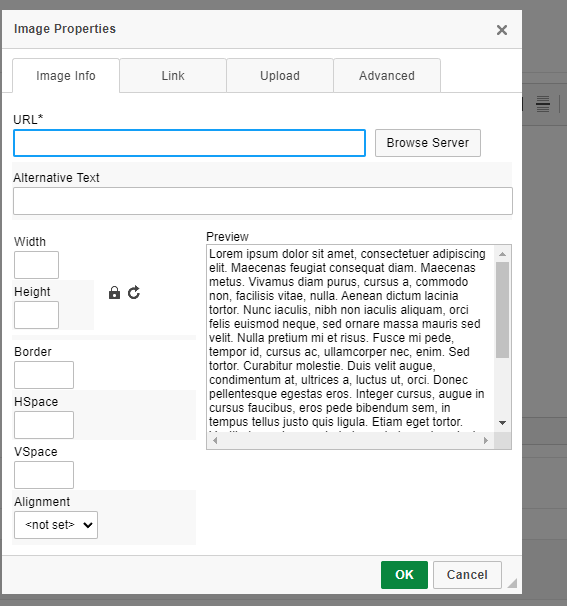 Image Properties
Image Info
Link
Upload
Advanced
URL*
Browse Server
Alternative Text
Width
Height
Border
HSpace
VSpace
Alignment
<not set>
Preview
Lorem ipsum dolor sit amet, consectetuer adipiscing
elit. Maecenas feugiat consequat diam. Maecenas
metus. Vivamus diam purus, cursus a, commodo
non, facilisis vitae, nulla. Aenean dictum lacinia
tortor. Nunc iaculis, nibh non iaculis aliquam, orci
felis euismod neque, sed ornare massa mauris sed
velit. Nulla pretium mi et risus. Fusce mi pede,
tempor id, cursus ac, ullamcorper nec, enim. Sed
tortor. Curabitur molestie. Duis velit augue,
condimentum at, ultrices a, luctus ut, orci. Donec
pellentesque egestas eros. Integer cursus, augue in
cursus faucibus, eros pede bibendum sem, in
tempus tellus justo quis ligula. Etiam eget tortor.
OK
Cancel